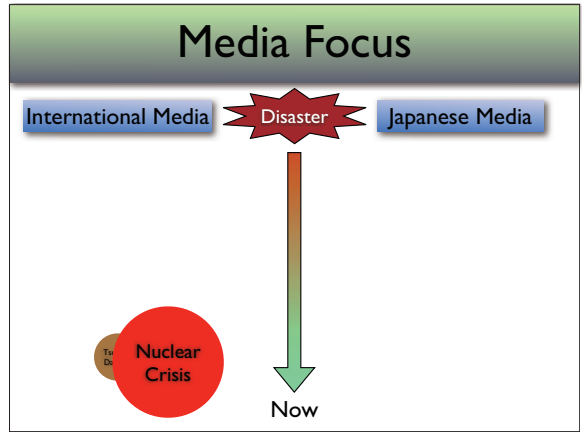 Media Focus
International Media
Disaster
Japanese Media
Nuclear
Crisis
Now